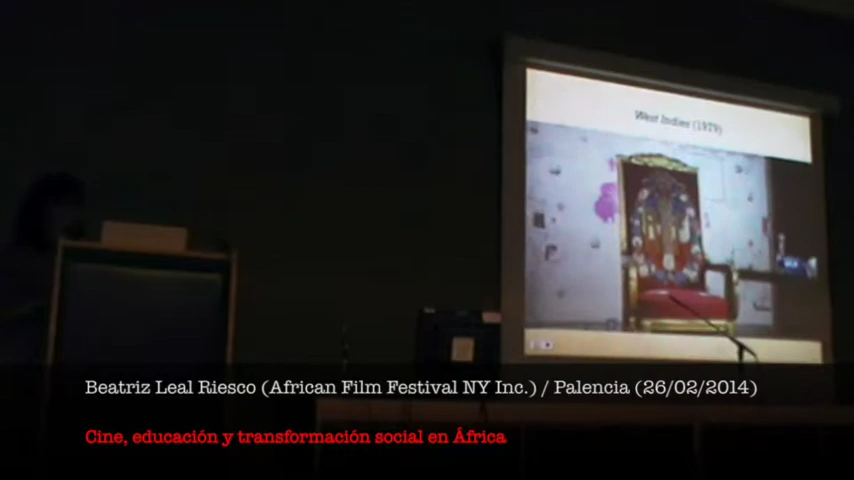 West Indies (1979)
Beatriz Leal Riesco (African Film Festival NY Inc.) / Palencia (26/02/2014)
Cine, educación y transformación social en África